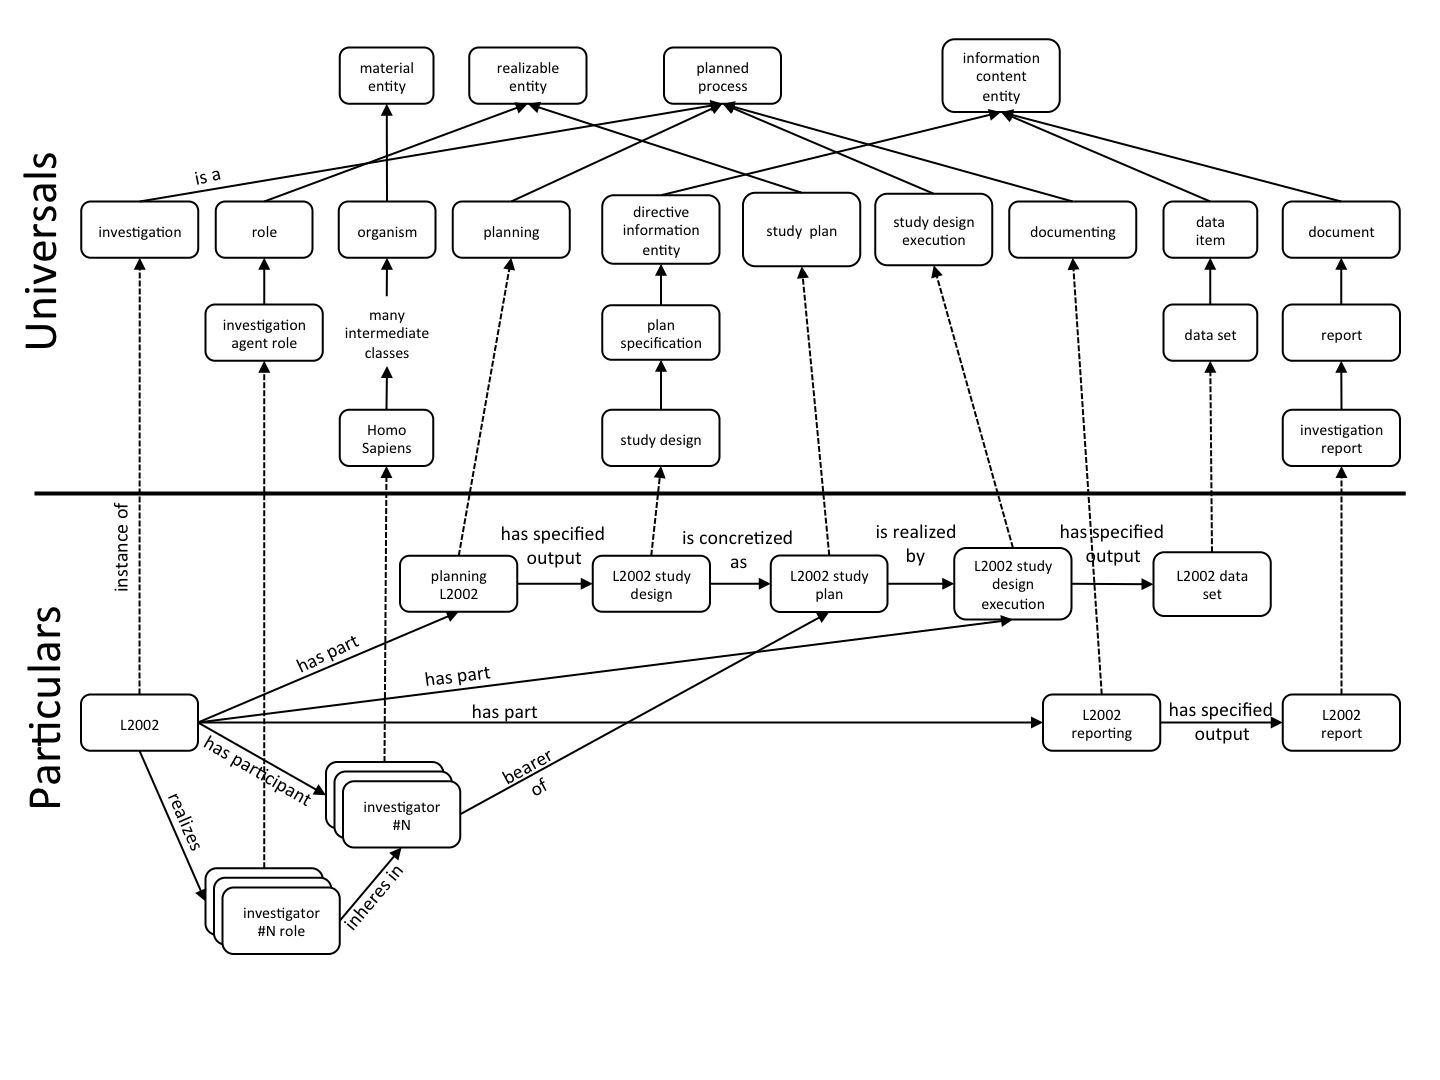 material
entity
realizable
entity
planned
process
information
content
entity
is a
investigation
role
organism
planning
directive
information
entity
study plan
study design
execution
documenting
data
item
document
investigation
agent role
many
intermediate
classes
plan
specification
data set
report
Homo
Sapiens
study design
investigation
report
Universals
instance of
has specified
output
is concretized
as
is realized
by
has specified
output
planning
L2002
L2002 study
design
L2002 study
plan
L2002 study
design
execution
L2002 data
set
Particulars
has part
has part
has part
L2002
L2002
reporting
has specified
output
L2002
report
has participant
realizes
bearer
of
investigator
#N
inheres in
investigator
#N role